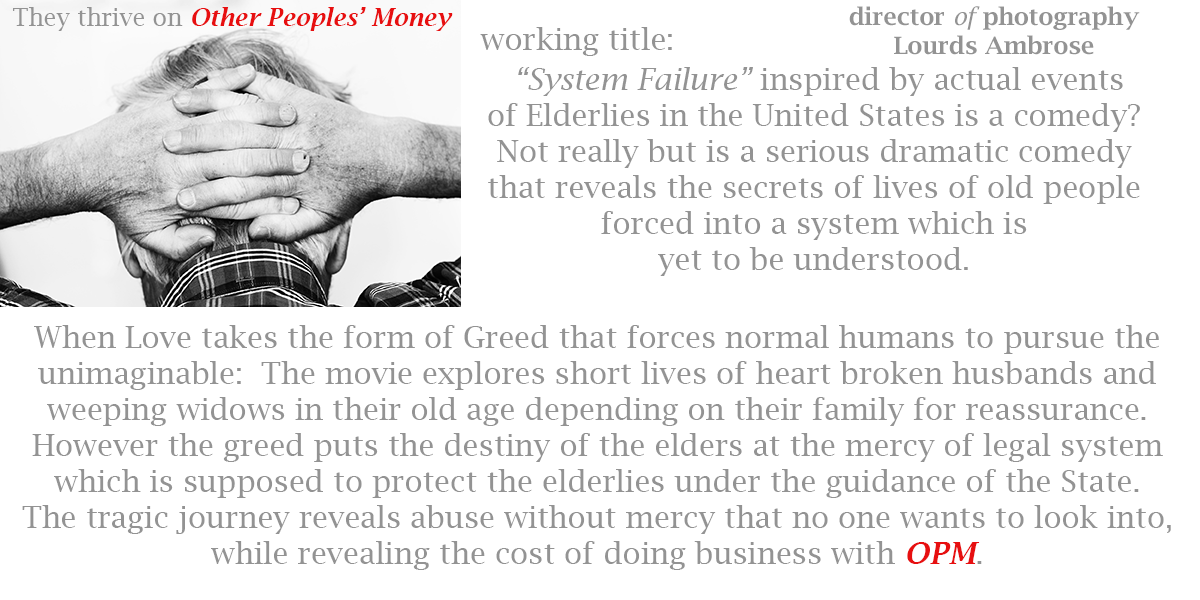 They thrive on Other Peoples’ Money
director of photography
Lourds Ambrose
working title:
“System Failure” inspired by actual events
of Elderlies in the United States is a comedy?
Not really but is a serious dramatic comedy
that reveals the secrets of lives of old people
forced into a system which is
yet to be understood.
When Love takes the form of Greed that forces normal humans to pursue the
unimaginable:  The movie explores short lives of heart broken husbands and
weeping widows in their old age depending on their family for reassurance.
However the greed puts the destiny of the elders at the mercy of legal system
which is supposed to protect the elderlies under the guidance of the State.
The tragic journey reveals abuse without mercy that no one wants to look into,
while revealing the cost of doing business with OPM.